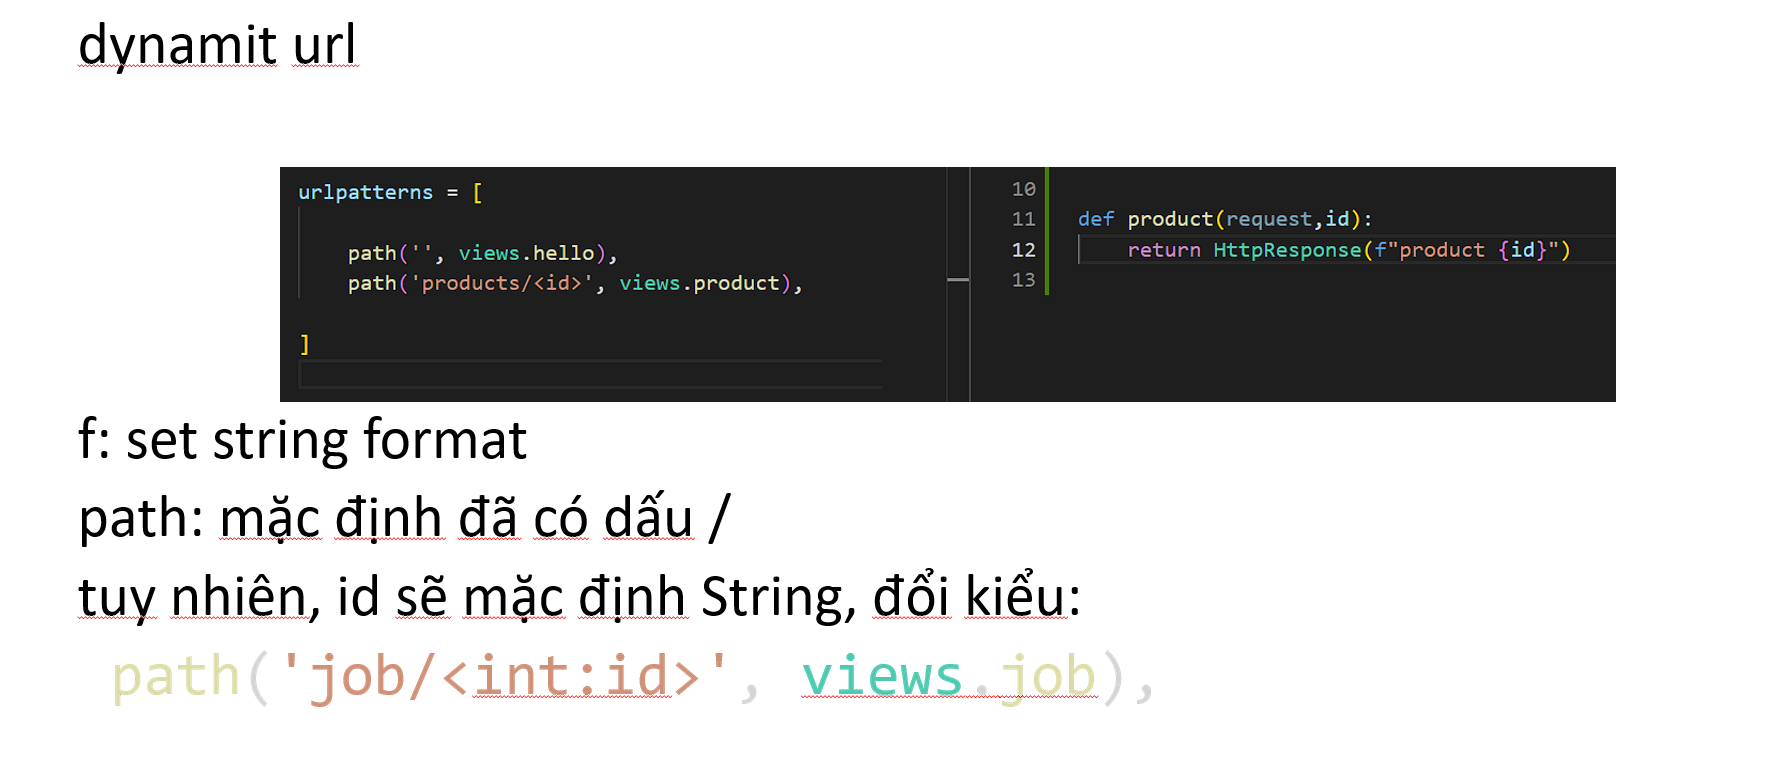 dynamit url
urlpatterns = [
path('', views.hello),
path('products/<id>', views.product),
]
10
11 def product(request,id):
12 return HttpResponse(f"product {id}")
13
f: set string format
path: mặc định đã có dấu /
tuy nhiên, id sẽ mặc định String, đổi kiểu:
path('job/<int:id>', views.job),